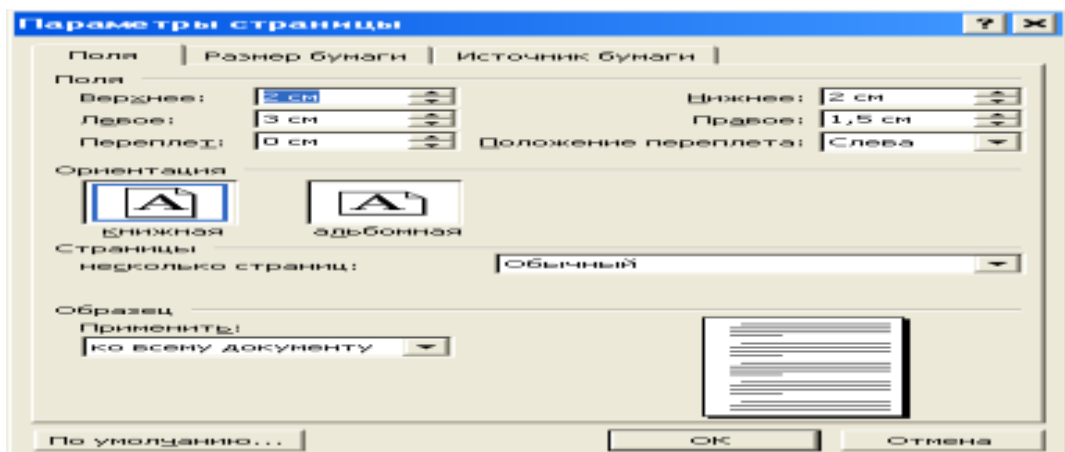 Параметры страницы
Поля Размер бумаги Источник бумаги
Поля
Верхнее: 2 см Нижнее: 2 см
Левое: 3 см Правое: 1,5 см
Переплет: 0 см Положение переплета: Слева
Ориентация
A A
книжная альбомная
Страницы
несколько страниц: Обычный
Образец
Применить:
ко всему документу
По умолчанию... ОК Отмена